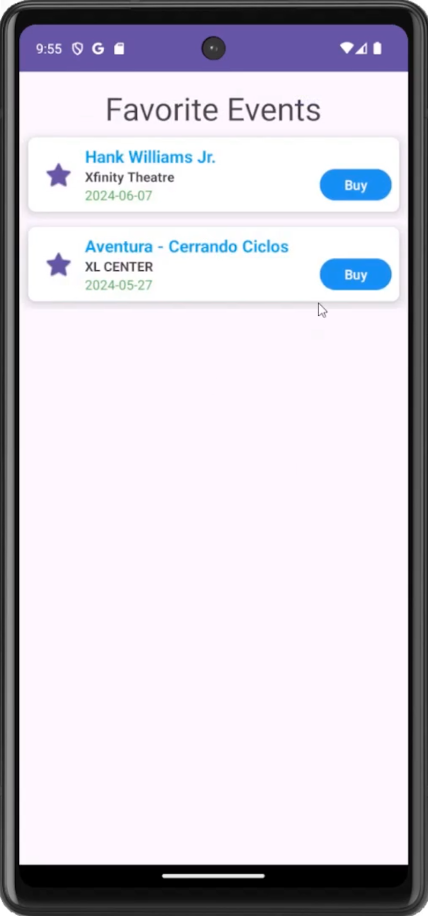 9:55
Favorite Events
Hank Williams Jr.
Xfinity Theatre
2024-06-07
Buy
Aventura - Cerrando Ciclos
XL CENTER
2024-05-27
Buy